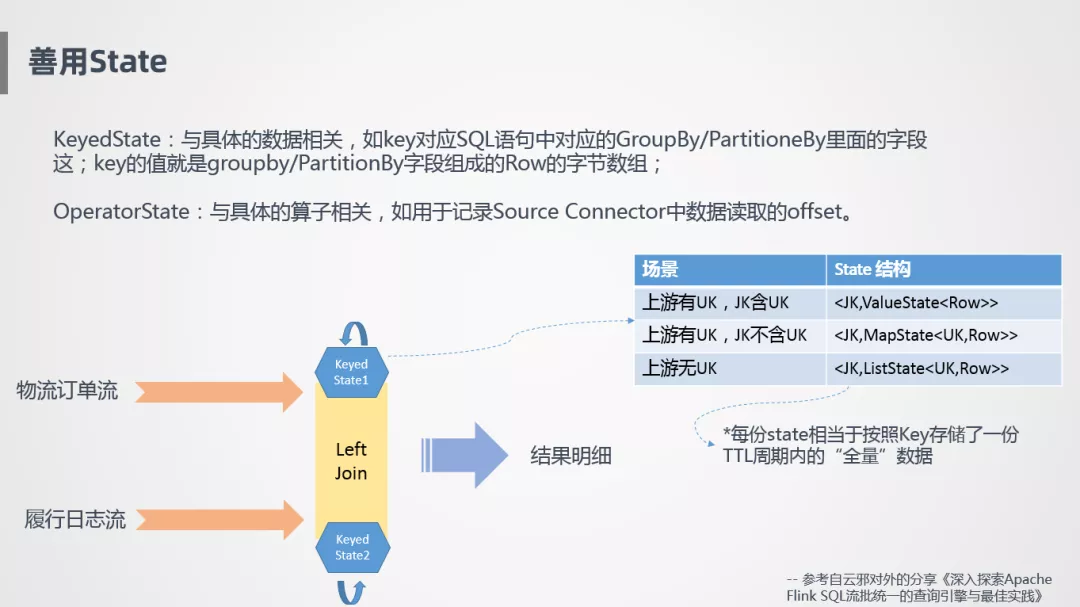 善用State
KeyedState：与具体的数据相关，如key对应SQL语句中对应的GroupBy/PartitioneBy里面的字段
这；key的值就是groupby/PartitionBy字段组成的Row的字节数组；
OperatorState：与具体的算子相关，如用于记录Source Connector中数据读取的offset。
场景 State 结构
上游有UK，JK含UK <JK,ValueState<Row>>
上游有UK，JK不含UK <JK,MapState<UK,Row>>
上游无UK <JK,ListState<UK,Row>>
Keyed
State1
物流订单流
Left
Join
结果明细
*每份state相当于按照Key存储了一份
TTL周期内的“全量”数据
履行日志流
Keyed
State2
-- 参考自云邪对外的分享《深入探索Apache
Flink SQL流批统一的查询引擎与最佳实践》